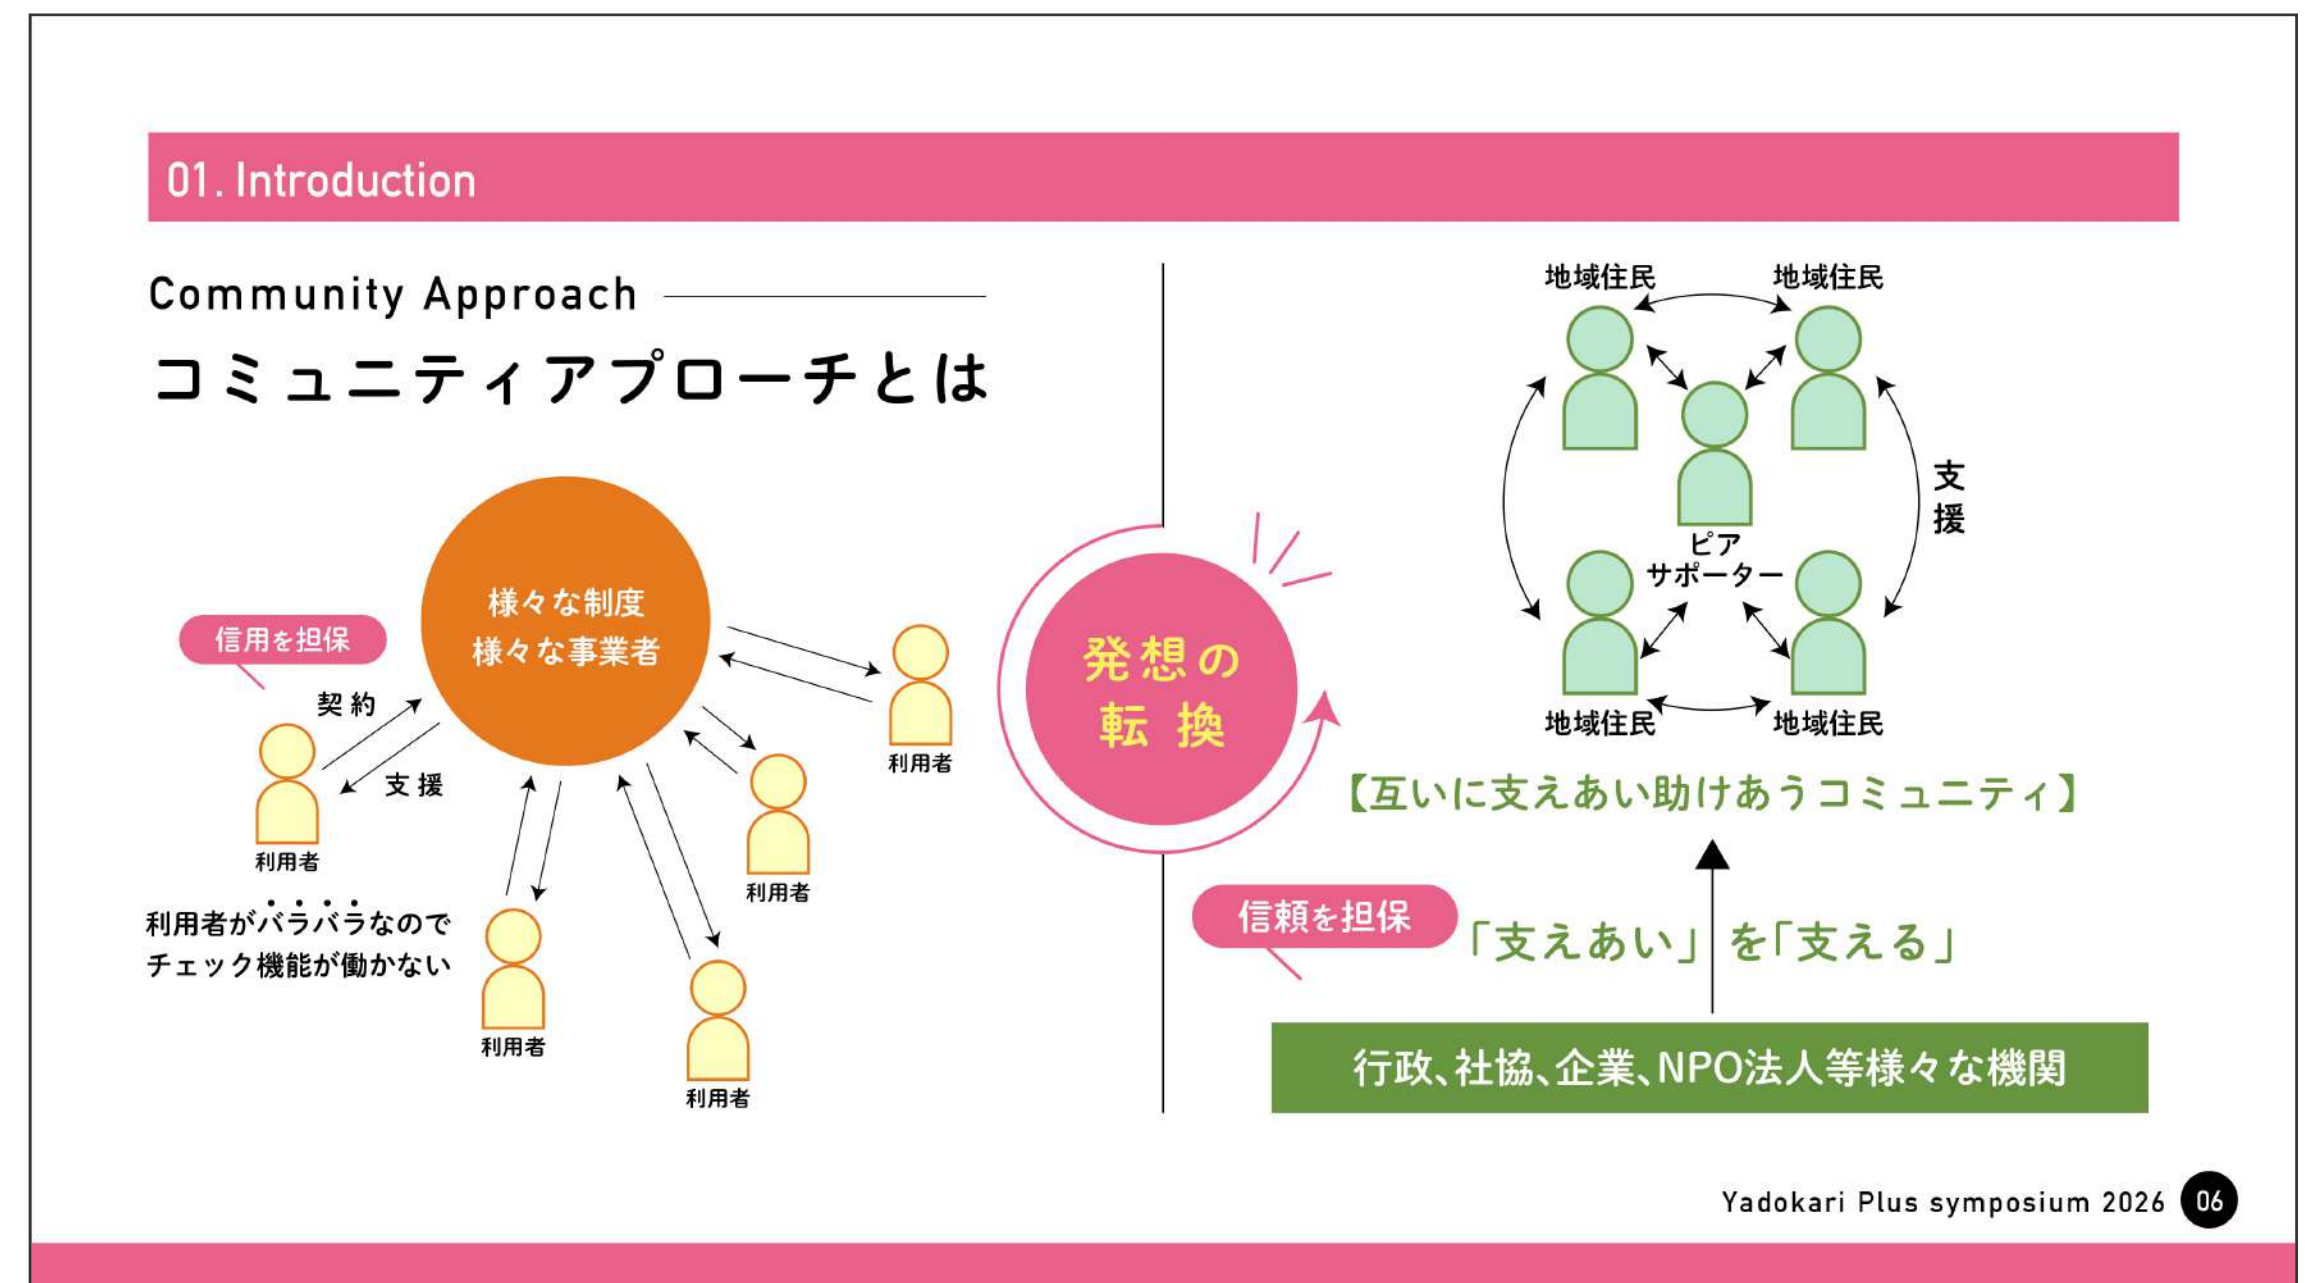 01. Introduction
Community Approach
コミュニティアプローチとは
様々な制度
様々な事業者
信用を担保
契約
支援
利用者
利用者
利用者
利用者
利用者
利用者がバラバラなので
チェック機能が働かない
発想の
転換
地域住民
地域住民
支援
ピア
サポーター
地域住民
地域住民
【互いに支えあい助けあうコミュニティ】
信頼を担保
「支えあい」を「支える」
行政、社協、企業、NPO法人等様々な機関
Yadokari Plus symposium 2026
06